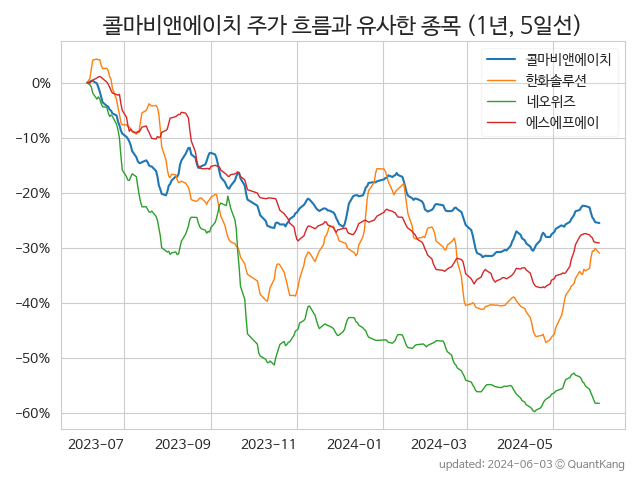 콜마비앤에이치 주가 흐름과 유사한 종목 (1년, 5일선)
콜마비앤에이치
한화솔루션
네오위즈
에스에프에이
0%
−10%
−20%
−30%
−40%
−50%
−60%
2023-07
2023-09
2023-11
2024-01
2024-03
2024-05
updated: 2024-06-03 © QuantKang